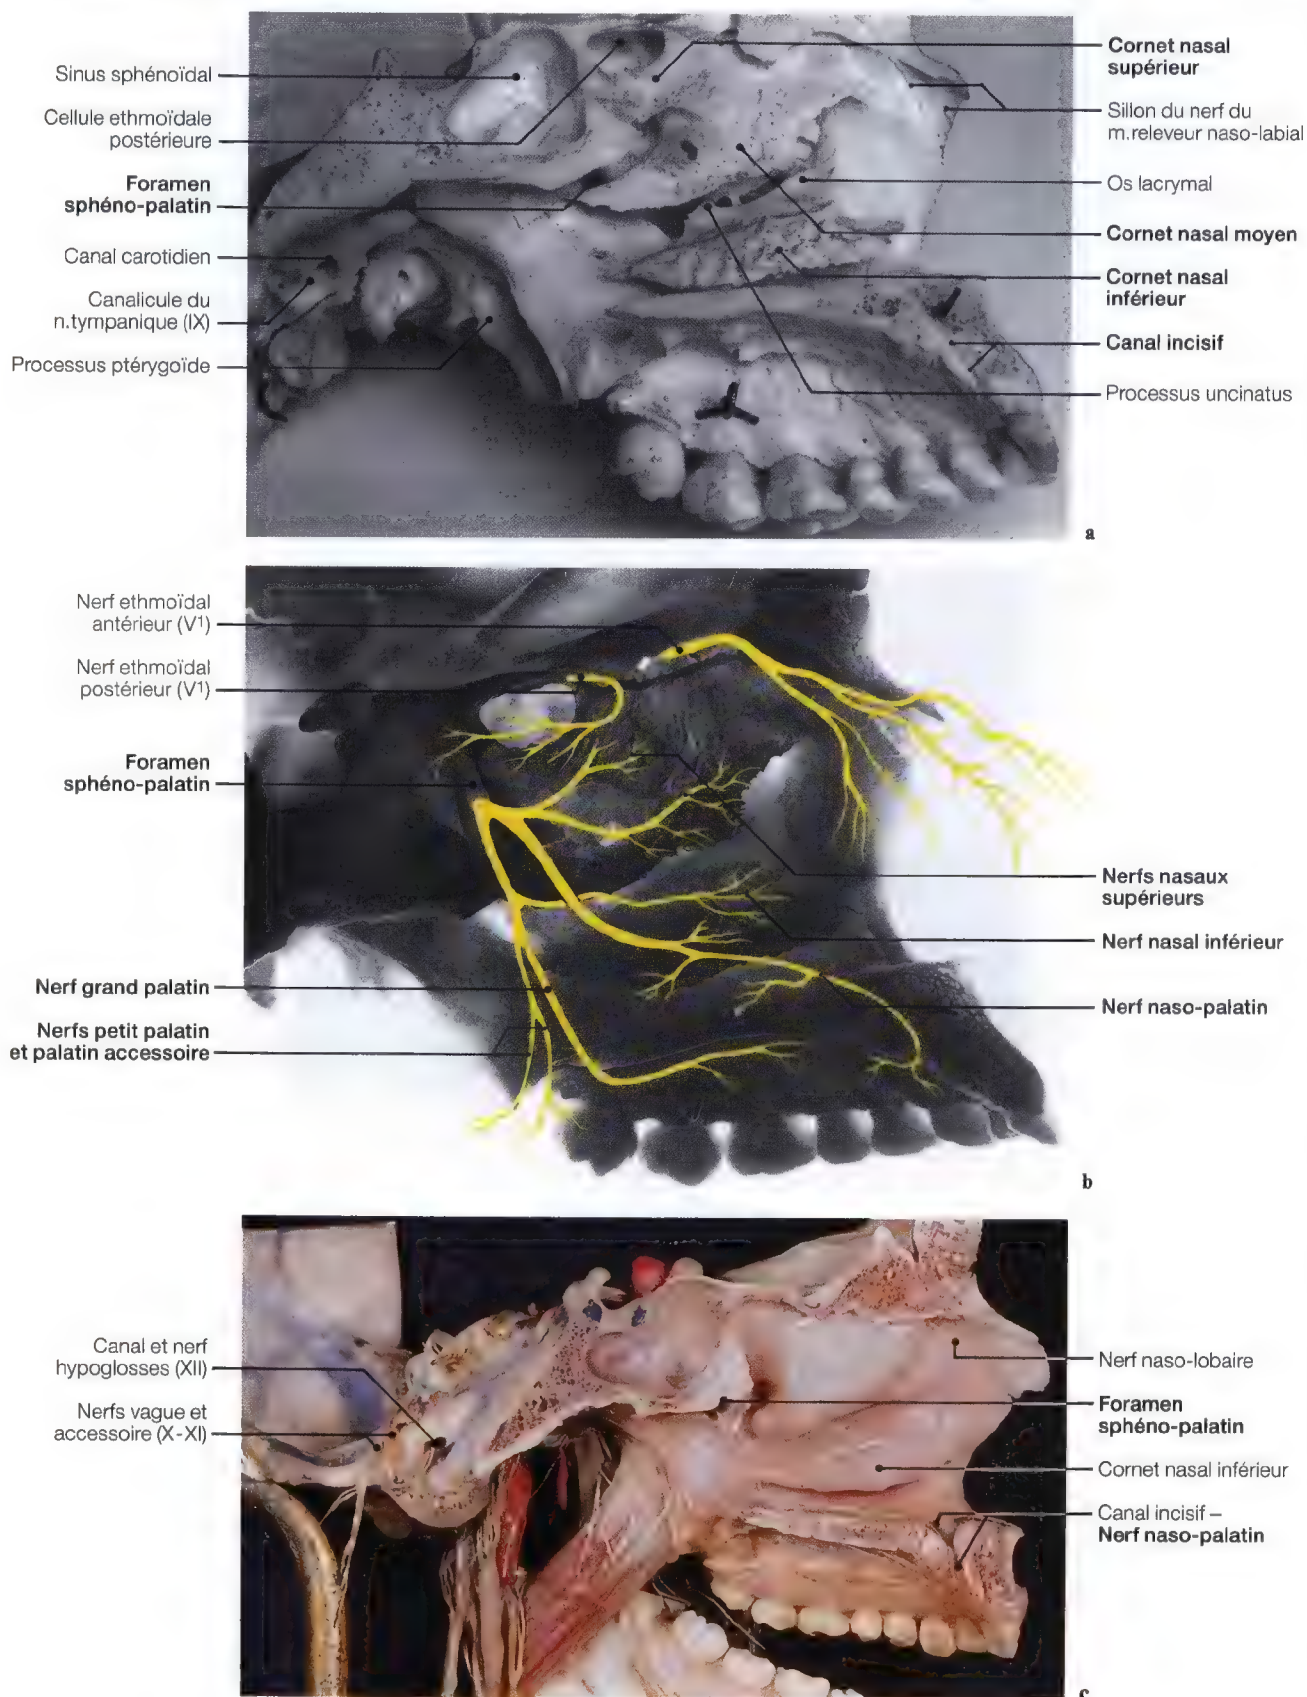 Sinus sphénoïdal
Cellule ethmoïdale
postérieure
Foramen
sphéno-palatin
Canal carotidien
Canalicule du
n.tympanique (IX)
Processus ptérygoïde
Cornet nasal
supérieur
Sillon du nerf du
m.releveur naso-labial
Os lacrymal
Cornet nasal moyen
Cornet nasal
inférieur
Canal incisif
Processus uncinatus
a
Nerf ethmoïdal
antérieur (V1)
Nerf ethmoïdal
postérieur (V1)
Foramen
sphéno-palatin
Nerf grand palatin
Nerfs petit palatin
et palatin accessoire
Nerfs nasaux
supérieurs
Nerf nasal inférieur
Nerf naso-palatin
b
Canal et nerf
hypoglosses (XII)
Nerfs vague et
accessoire (X-XI)
Nerf naso-lobaire
Foramen
sphéno-palatin
Cornet nasal inférieur
Canal incisif –
Nerf naso-palatin
c